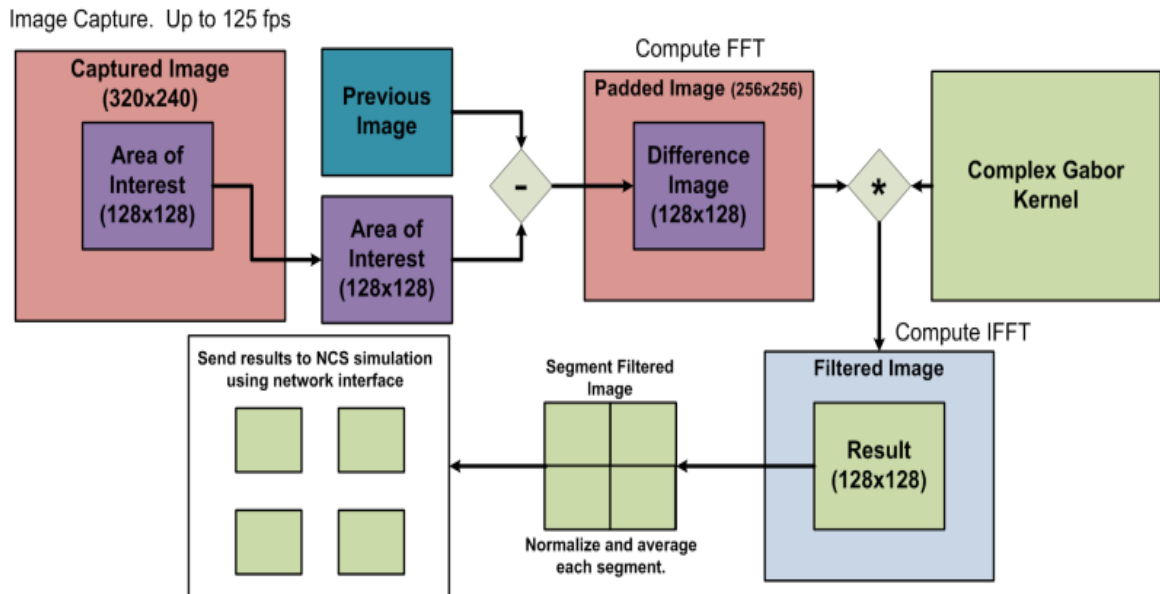 Image Capture.  Up to 125 fps
Captured Image
(320x240)
Area of
Interest
(128x128)
Previous
Image
Area of
Interest
(128x128)
-
Compute FFT
Padded Image (256x256)
Difference
Image
(128x128)
*
Complex Gabor
Kernel
Compute IFFT
Filtered Image
Result
(128x128)
Segment Filtered
Image
Normalize and average
each segment.
Send results to NCS simulation
using network interface